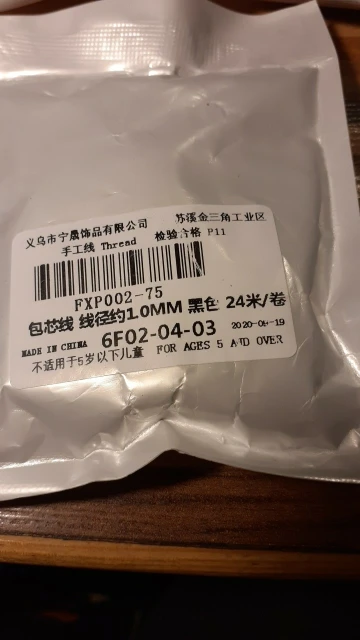 义乌市宁晟饰品有限公司 苏溪金三角工业区
手工线 Thread 检验合格 P11
FXP002-75
包芯线 线径约1.0MM 黑色 24米/卷
MADE IN CHINA 6F02-04-03 2020-06-19
不适用于5岁以下儿童 FOR AGES 5 AND OVER